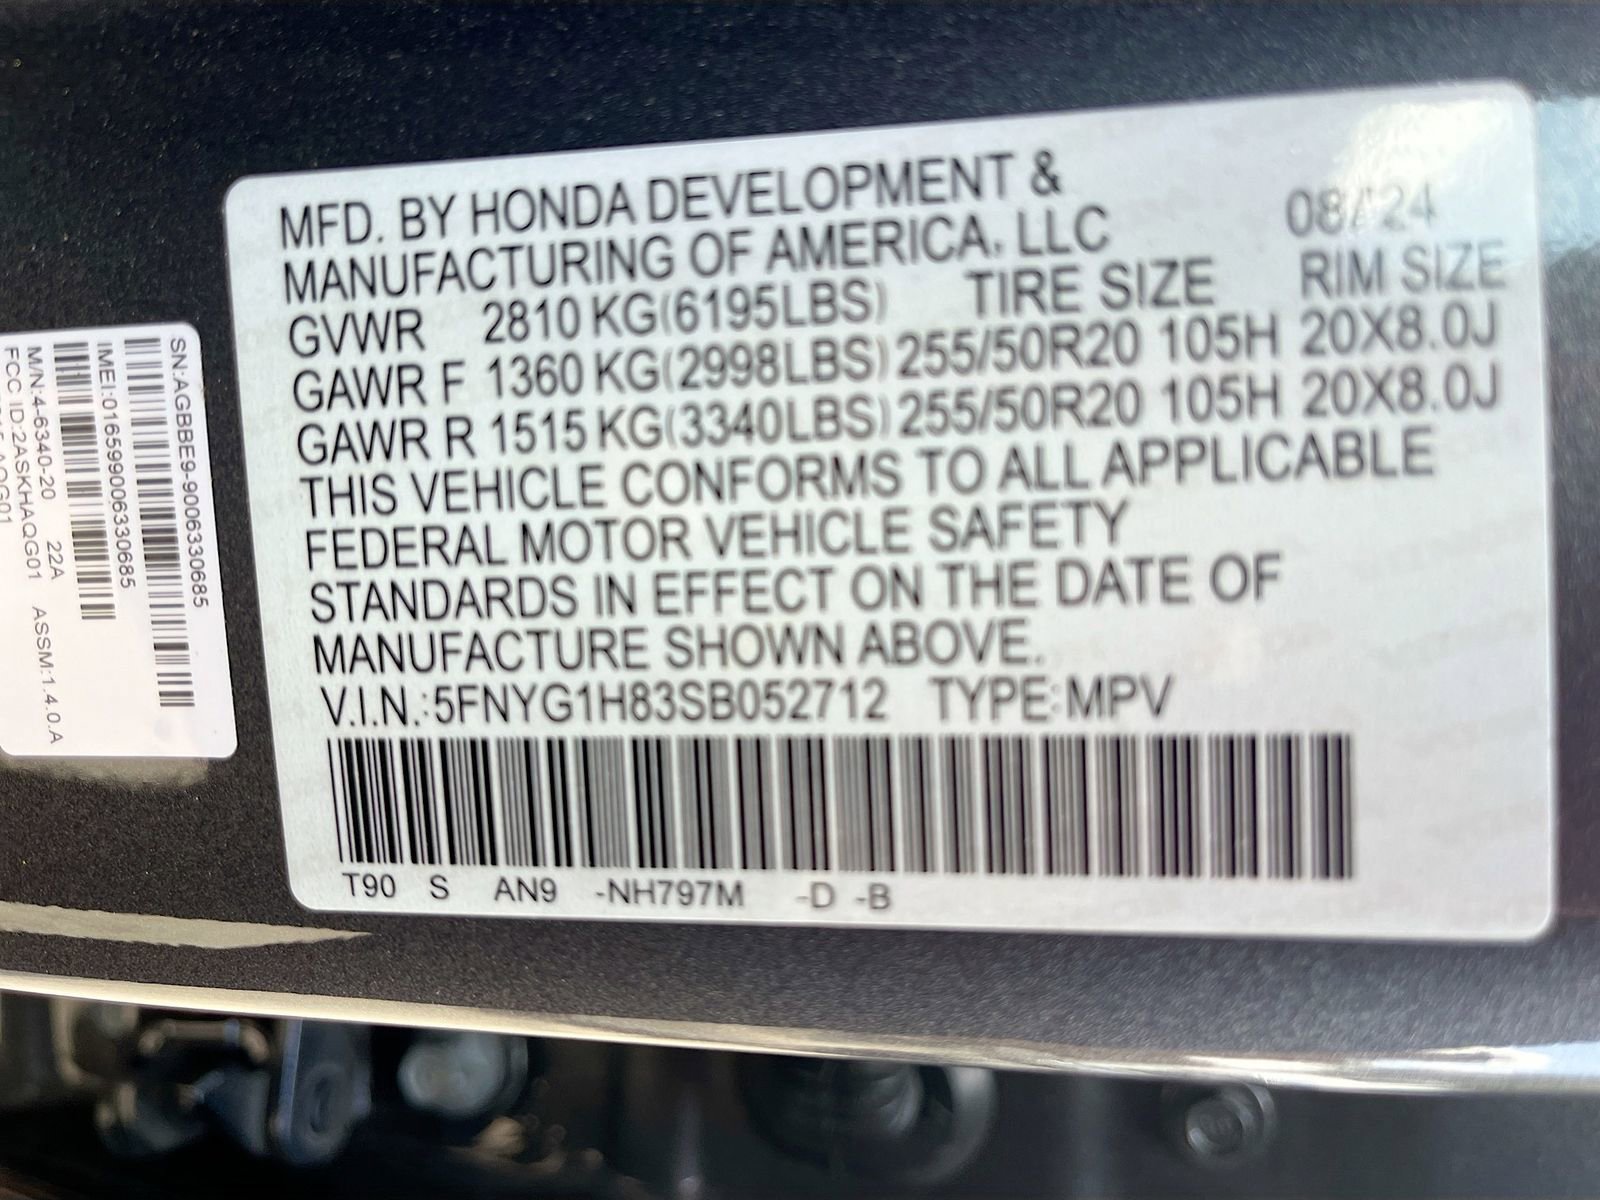 MFD. BY HONDA DEVELOPMENT &
MANUFACTURING OF AMERICA, LLC 08/24
GVWR 2810 KG(6195LBS) TIRE SIZE RIM SIZE
GAWR F 1360 KG(2998LBS) 255/50R20 105H 20X8.0J
GAWR R 1515 KG(3340LBS) 255/50R20 105H 20X8.0J
THIS VEHICLE CONFORMS TO ALL APPLICABLE
FEDERAL MOTOR VEHICLE SAFETY
STANDARDS IN EFFECT ON THE DATE OF
MANUFACTURE SHOWN ABOVE.
V.I.N.:5FNYG1H83SB052712 TYPE:MPV
T90 S AN9 -NH797M -D -B
SN:AGBBE9-9006330685
IMEI:016599006330685
M/N:4-6340-20 22A ASSM:1.4.0.A
FCC ID:2ASKHAQG01